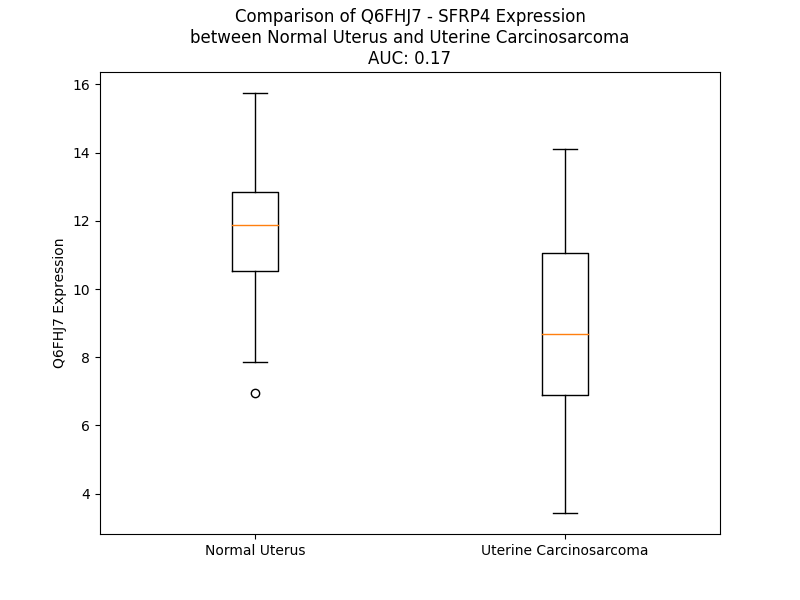 Comparison of Q6FHJ7 - SFRP4 Expression
between Normal Uterus and Uterine Carcinosarcoma
AUC: 0.17
16
14
12
10
8
6
4
Q6FHJ7 Expression
Normal Uterus
Uterine Carcinosarcoma